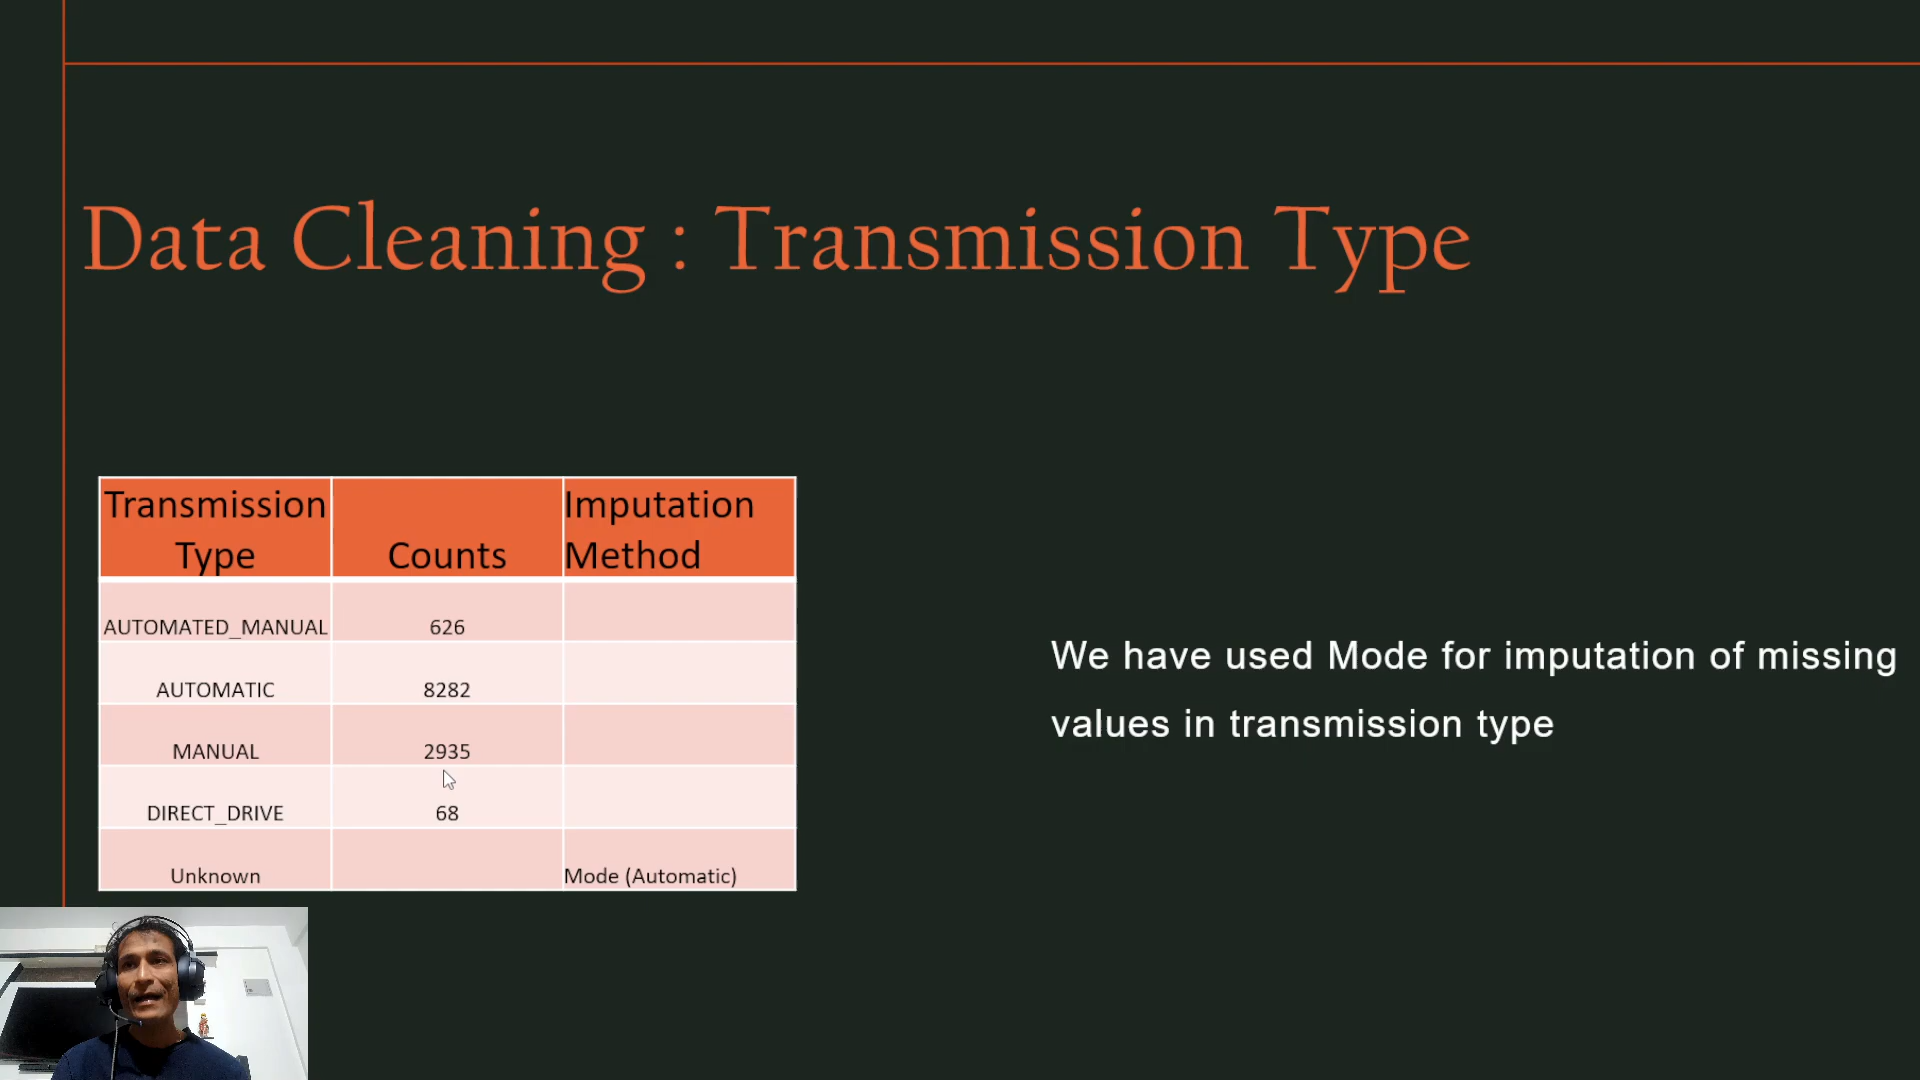 Data Cleaning : Transmission Type
Transmission
Type
Counts
Imputation
Method
AUTOMATED_MANUAL 626
AUTOMATIC 8282
MANUAL 2935
DIRECT_DRIVE 68
Unknown Mode (Automatic)
We have used Mode for imputation of missing
values in transmission type